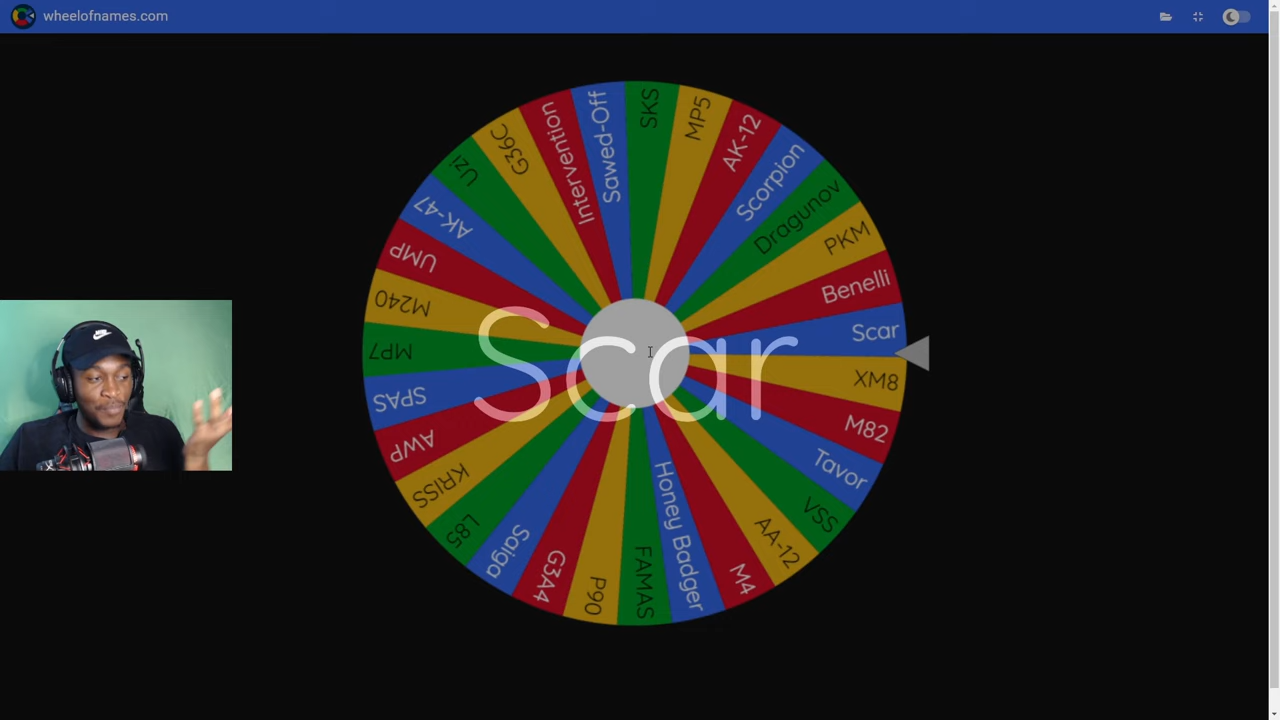 wheelofnames.com
SKS
MP5
AK-12
Scorpion
Dragunov
PKM
Benelli
Scar
XM8
M82
Tavor
VSS
AA-12
M4
Honey Badger
FAMAS
P90
G3A4
Saiga
L85
KRISS
AWP
SPAS
MP7
M240
UMP
AK-47
Uzi
G36C
Intervention
Sawed-Off
Scar